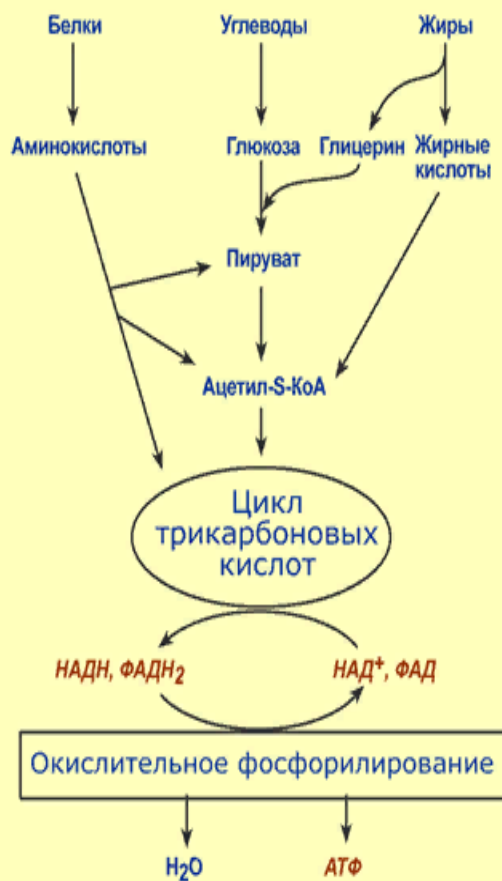 Белки Углеводы Жиры
Аминокислоты Глюкоза Глицерин Жирные
кислоты
Пируват
Ацетил-S-КоА
Цикл
трикарбоновых
кислот
НАДН, ФАДН₂ НАД⁺, ФАД
Окислительное фосфорилирование
H₂O АТФ